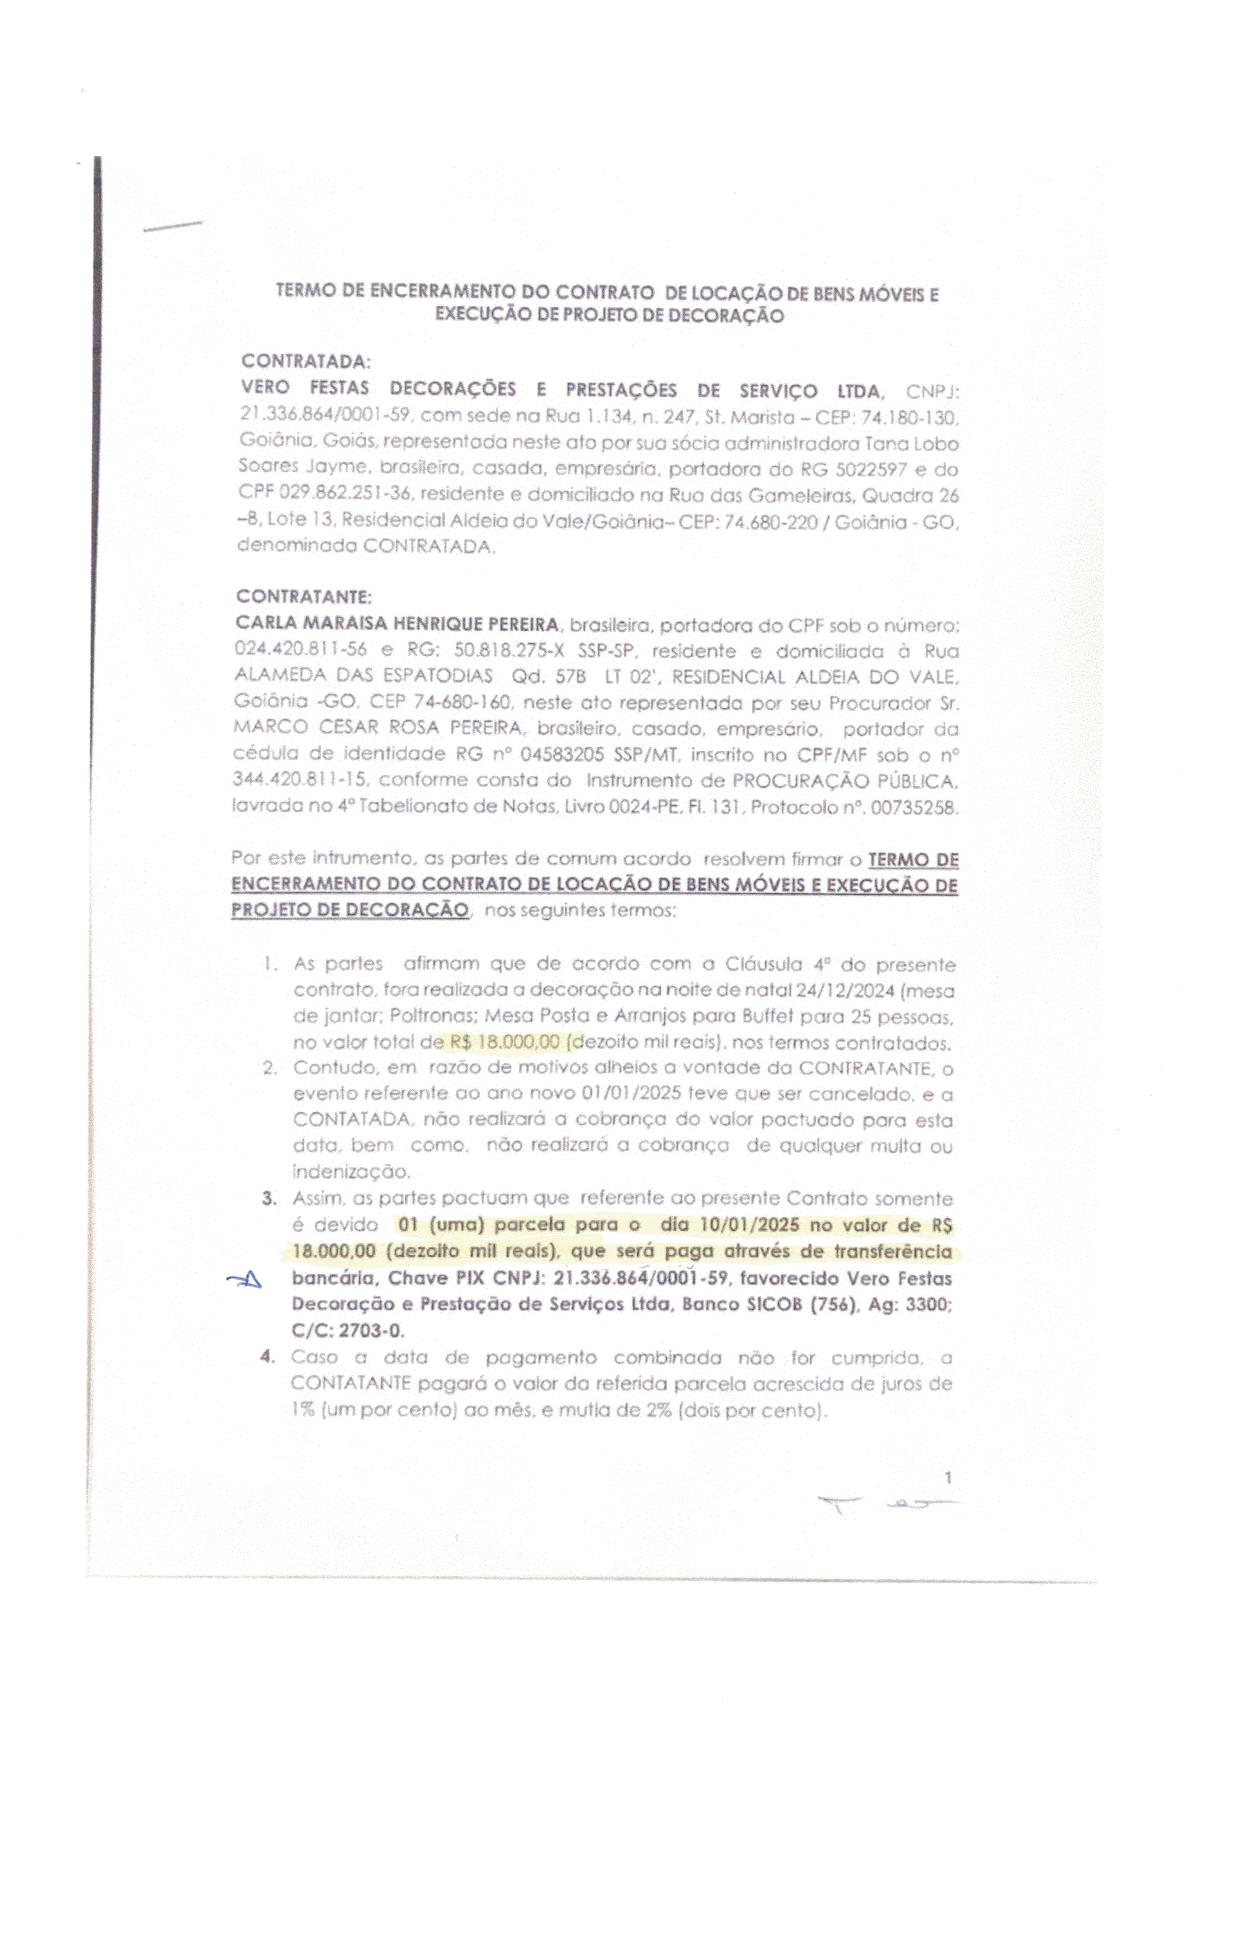 TERMO DE ENCERRAMENTO DO CONTRATO DE LOCAÇÃO DE BENS MÓVEIS E
EXECUÇÃO DE PROJETO DE DECORAÇÃO
CONTRATADA:
VERO FESTAS DECORAÇÕES E PRESTAÇÕES DE SERVIÇO LTDA, CNPJ:
21.336.864/0001-59, com sede na Rua 1.134, n. 247, St. Marista – CEP: 74.180-130,
Goiânia, Goiás, representada neste ato por sua sócia administradora Tana Lobo
Soares Jayme, brasileira, casada, empresária, portadora do RG 5022597 e do
CPF 029.862.251-36, residente e domiciliado na Rua das Gameleiras, Quadra 26
–8, Lote 13, Residencial Aldeia do Vale/Goiânia– CEP: 74.680-220 / Goiânia - GO,
denominada CONTRATADA.
CONTRATANTE:
CARLA MARAISA HENRIQUE PEREIRA, brasileira, portadora do CPF sob o número:
024.420.811-56 e RG: 50.818.275-X SSP-SP, residente e domiciliada à Rua
ALAMEDA DAS ESPATODIAS Qd. 57B LT 02', RESIDENCIAL ALDEIA DO VALE,
Goiânia -GO, CEP 74-680-160, neste ato representada por seu Procurador Sr.
MARCO CESAR ROSA PEREIRA, brasileiro, casado, empresário, portador da
cédula de identidade RG nº 04583205 SSP/MT, inscrito no CPF/MF sob o nº
344.420.811-15, conforme consta do Instrumento de PROCURAÇÃO PÚBLICA,
lavrada no 4º Tabelionato de Notas, Livro 0024-PE, Fl. 131, Protocolo nº. 00735258.
Por este intrumento, as partes de comum acordo resolvem firmar o TERMO DE
ENCERRAMENTO DO CONTRATO DE LOCAÇÃO DE BENS MÓVEIS E EXECUÇÃO DE
PROJETO DE DECORAÇÃO, nos seguintes termos:
1. As partes afirmam que de acordo com a Cláusula 4º do presente
contrato, fora realizada a decoração na noite de natal 24/12/2024 (mesa
de jantar; Poltronas; Mesa Posta e Arranjos para Buffet para 25 pessoas,
no valor total de R$ 18.000,00 (dezoito mil reais), nos termos contratados.
2. Contudo, em razão de motivos alheios a vontade da CONTRATANTE, o
evento referente ao ano novo 01/01/2025 teve que ser cancelado, e a
CONTATADA, não realizará a cobrança do valor pactuado para esta
data, bem como, não realizará a cobrança de qualquer multa ou
indenização.
3. Assim, as partes pactuam que referente ao presente Contrato somente
é devido 01 (uma) parcela para o dia 10/01/2025 no valor de R$
18.000,00 (dezoito mil reais), que será paga através de transferência
bancária, Chave PIX CNPJ: 21.336.864/0001-59, favorecido Vero Festas
Decoração e Prestação de Serviços Ltda, Banco SICOB (756), Ag: 3300;
C/C: 2703-0.
4. Caso a data de pagamento combinada não for cumprida, a
CONTATANTE pagará o valor da referida parcela acrescida de juros de
1% (um por cento) ao mês, e mutla de 2% (dois por cento).
1